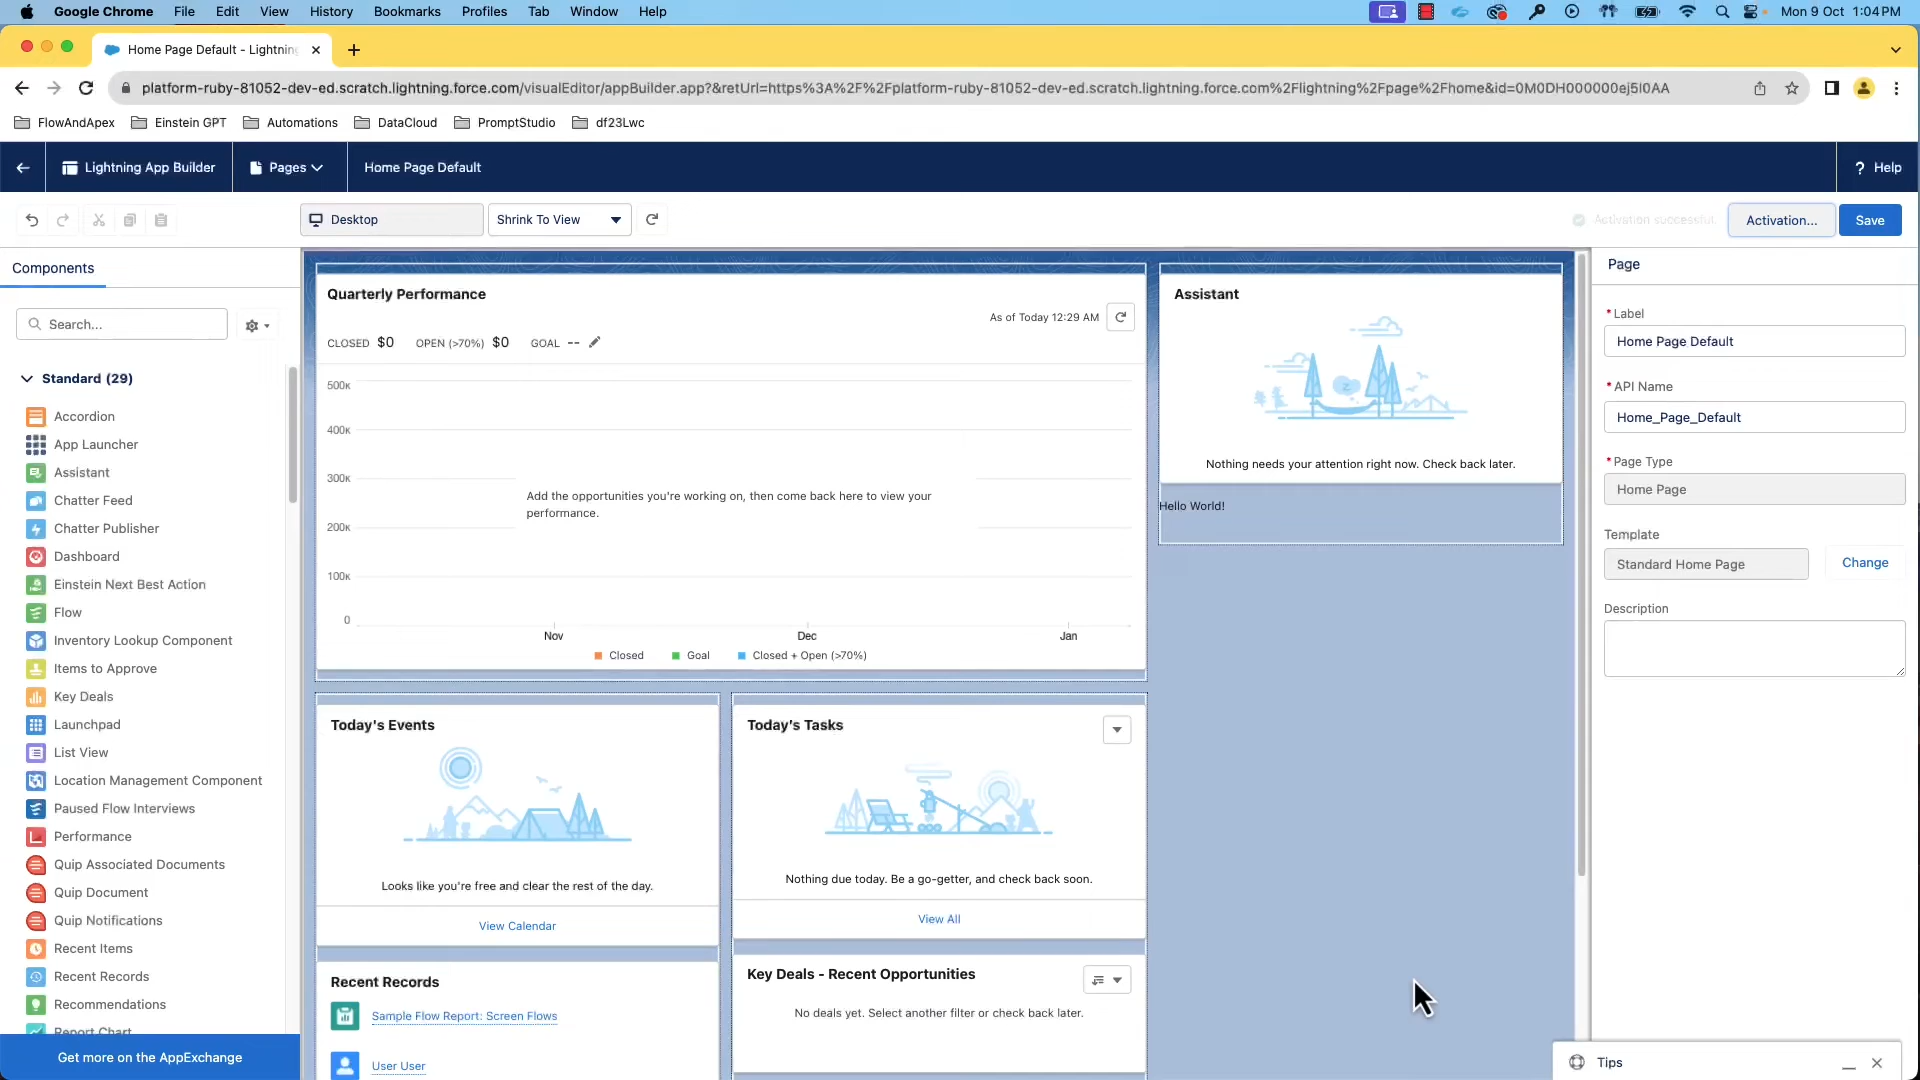 Google Chrome File Edit View History Bookmarks Profiles Tab Window Help Mon 9 Oct 1:04 PM
Home Page Default - Lightning
platform-ruby-81052-dev-ed.scratch.lightning.force.com/visualEditor/appBuilder.app?&retUrl=https%3A%2F%2Fplatform-ruby-81052-dev-ed.scratch.lightning.force.com%2Flightning%2Fpage%2Fhome&id=0M0DH000000ej5l0AA
FlowAndApex Einstein GPT Automations DataCloud PromptStudio df23Lwc
Lightning App Builder Pages Home Page Default ? Help
Desktop Shrink To View Activation successful. Activation... Save
Components
Search...
Standard (29)
Accordion
App Launcher
Assistant
Chatter Feed
Chatter Publisher
Dashboard
Einstein Next Best Action
Flow
Inventory Lookup Component
Items to Approve
Key Deals
Launchpad
List View
Location Management Component
Paused Flow Interviews
Performance
Quip Associated Documents
Quip Document
Quip Notifications
Recent Items
Recent Records
Recommendations
Report Chart
Get more on the AppExchange
Quarterly Performance
As of Today 12:29 AM
CLOSED $0 OPEN (>70%) $0 GOAL --
500K
400K
300K
200K
100K
0
Add the opportunities you're working on, then come back here to view your
performance.
Nov Dec Jan
Closed Goal Closed + Open (>70%)
Assistant
Nothing needs your attention right now. Check back later.
Hello World!
Today's Events
Looks like you're free and clear the rest of the day.
View Calendar
Today's Tasks
Nothing due today. Be a go-getter, and check back soon.
View All
Recent Records
Sample Flow Report: Screen Flows
User User
Key Deals - Recent Opportunities
No deals yet. Select another filter or check back later.
Page
* Label
Home Page Default
* API Name
Home_Page_Default
* Page Type
Home Page
Template
Standard Home Page Change
Description
Tips